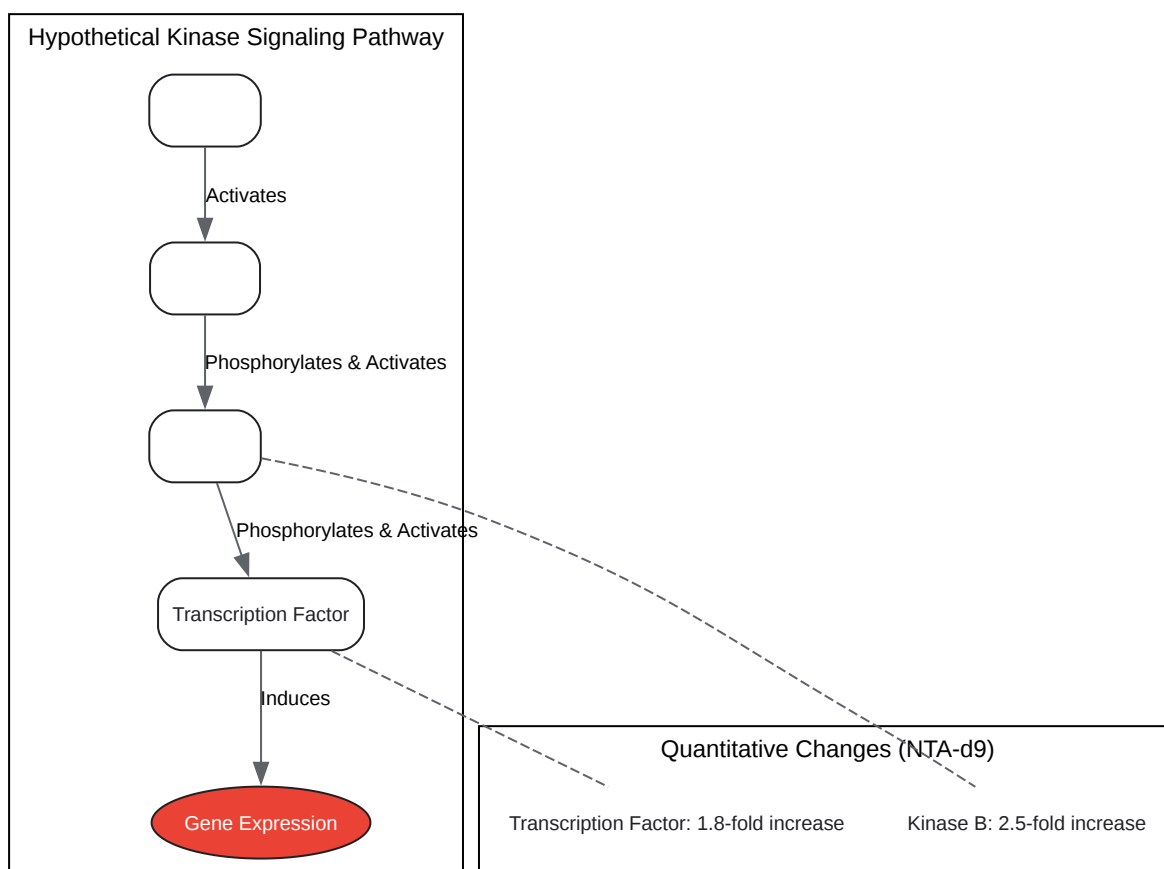 Hypothetical Kinase Signaling Pathway
Activates
Phosphorylates & Activates
Phosphorylates & Activates
Transcription Factor
Induces
Gene Expression
Quantitative Changes (NTA-d9)
Transcription Factor: 1.8-fold increase
Kinase B: 2.5-fold increase